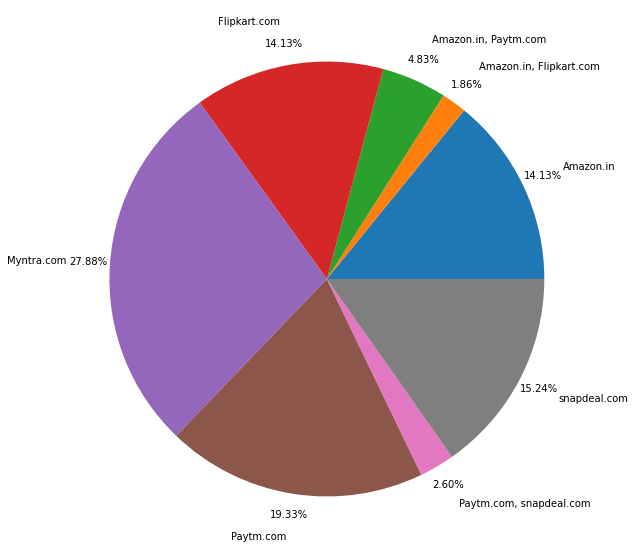 Flipkart.com
14.13%
Amazon.in, Paytm.com
4.83%
Amazon.in, Flipkart.com
1.86%
Amazon.in
14.13%
Myntra.com
27.88%
snapdeal.com
15.24%
Paytm.com, snapdeal.com
2.60%
19.33%
Paytm.com